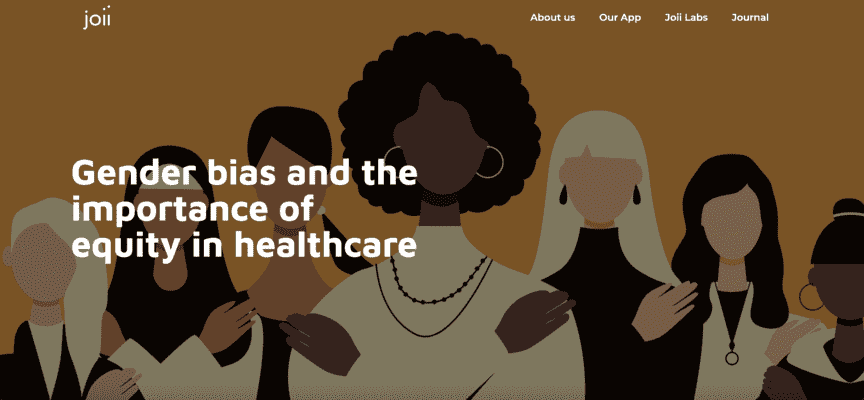 joii
About us Our App Joii Labs Journal
Gender bias and the
importance of
equity in healthcare